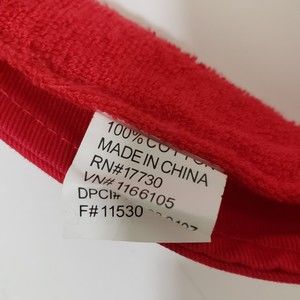 100% COTTON
MADE IN CHINA
RN#17730
VN# 1166105
DPCI#
F# 11530